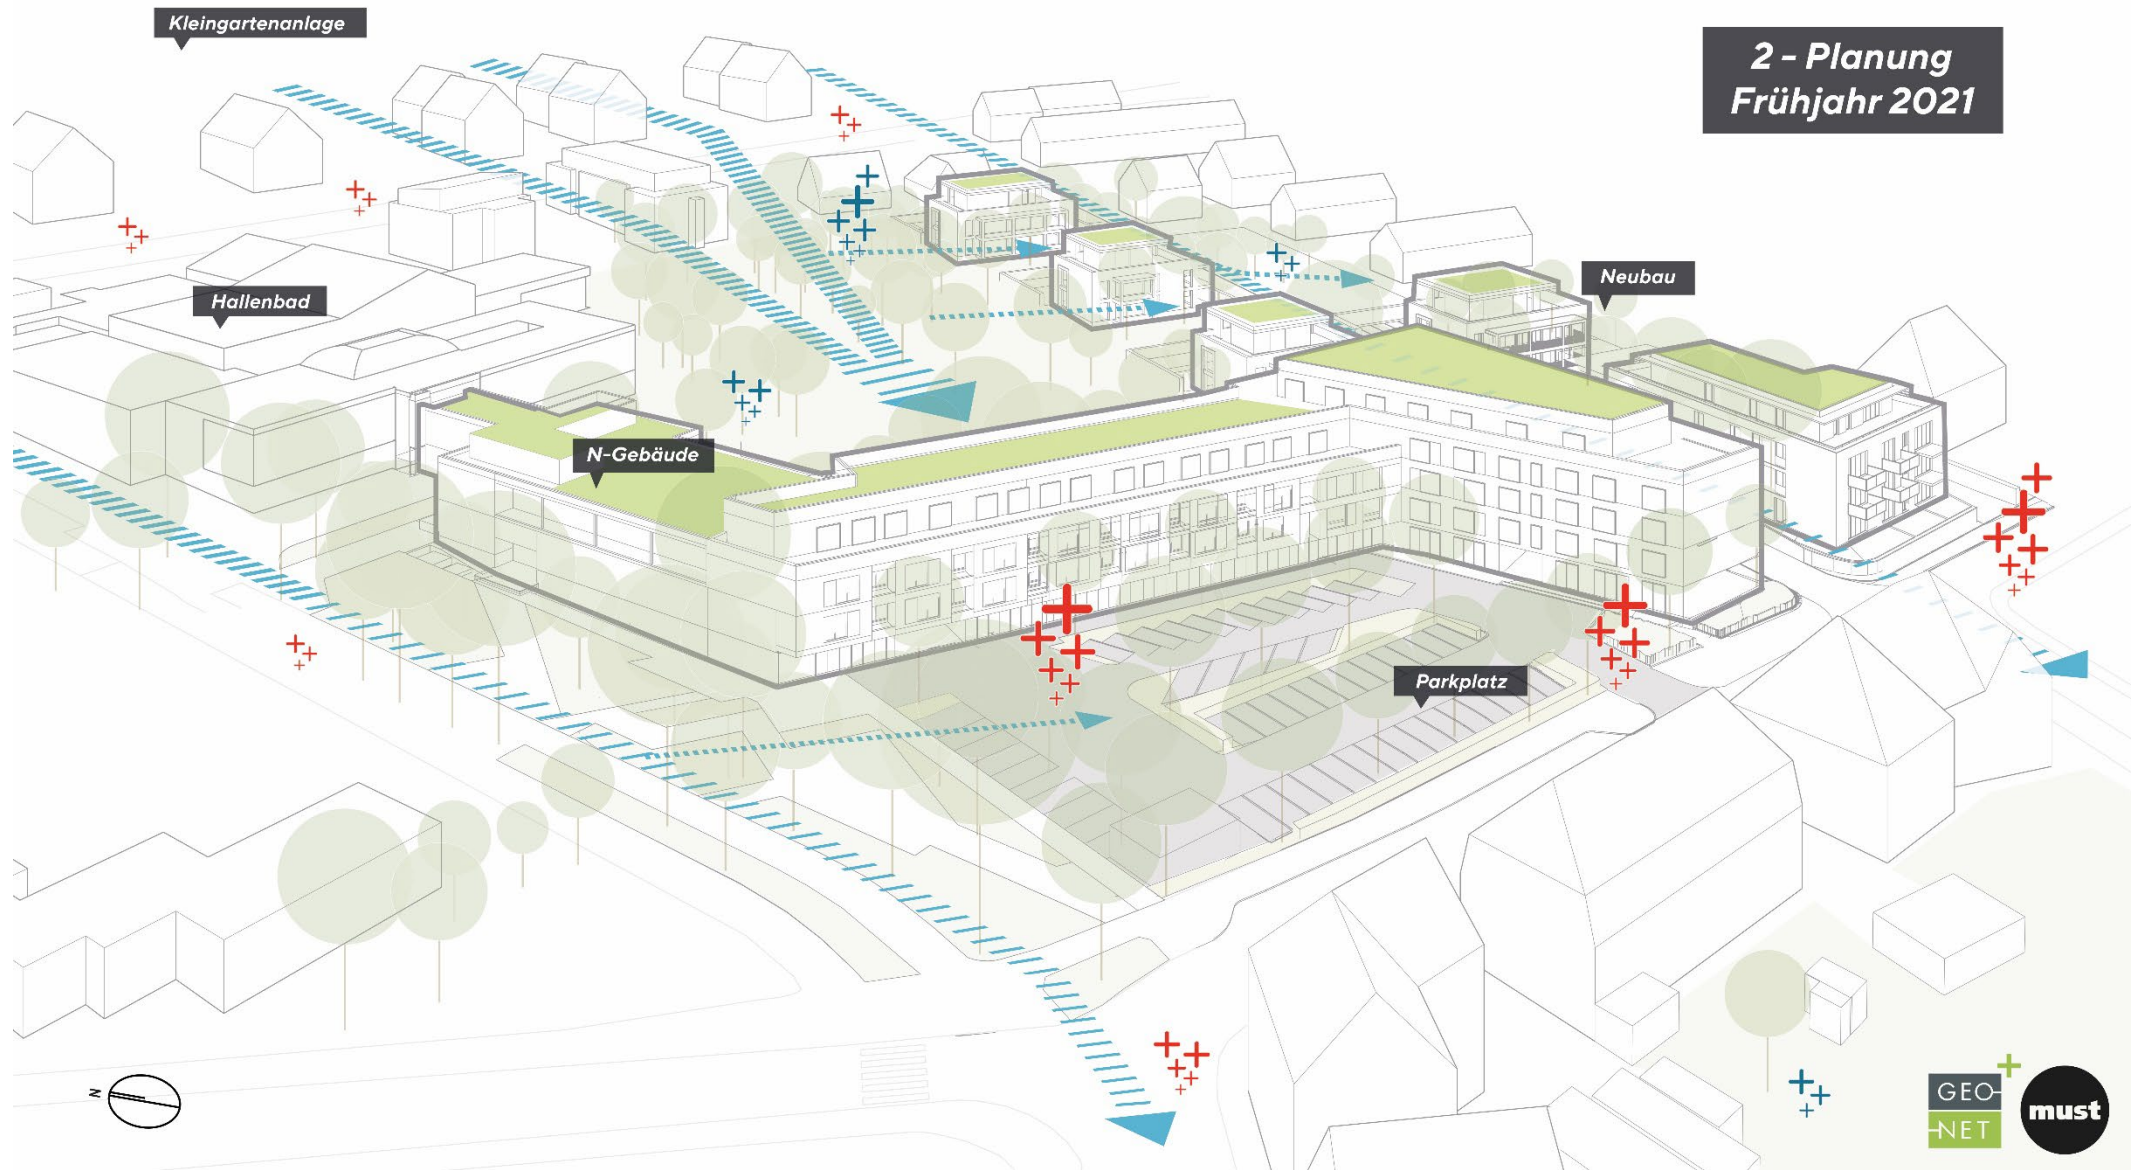 Kleingartenanlage
2 - Planung
Frühjahr 2021
Hallenbad
Neubau
N-Gebäude
Parkplatz
N
GEO
NET
must